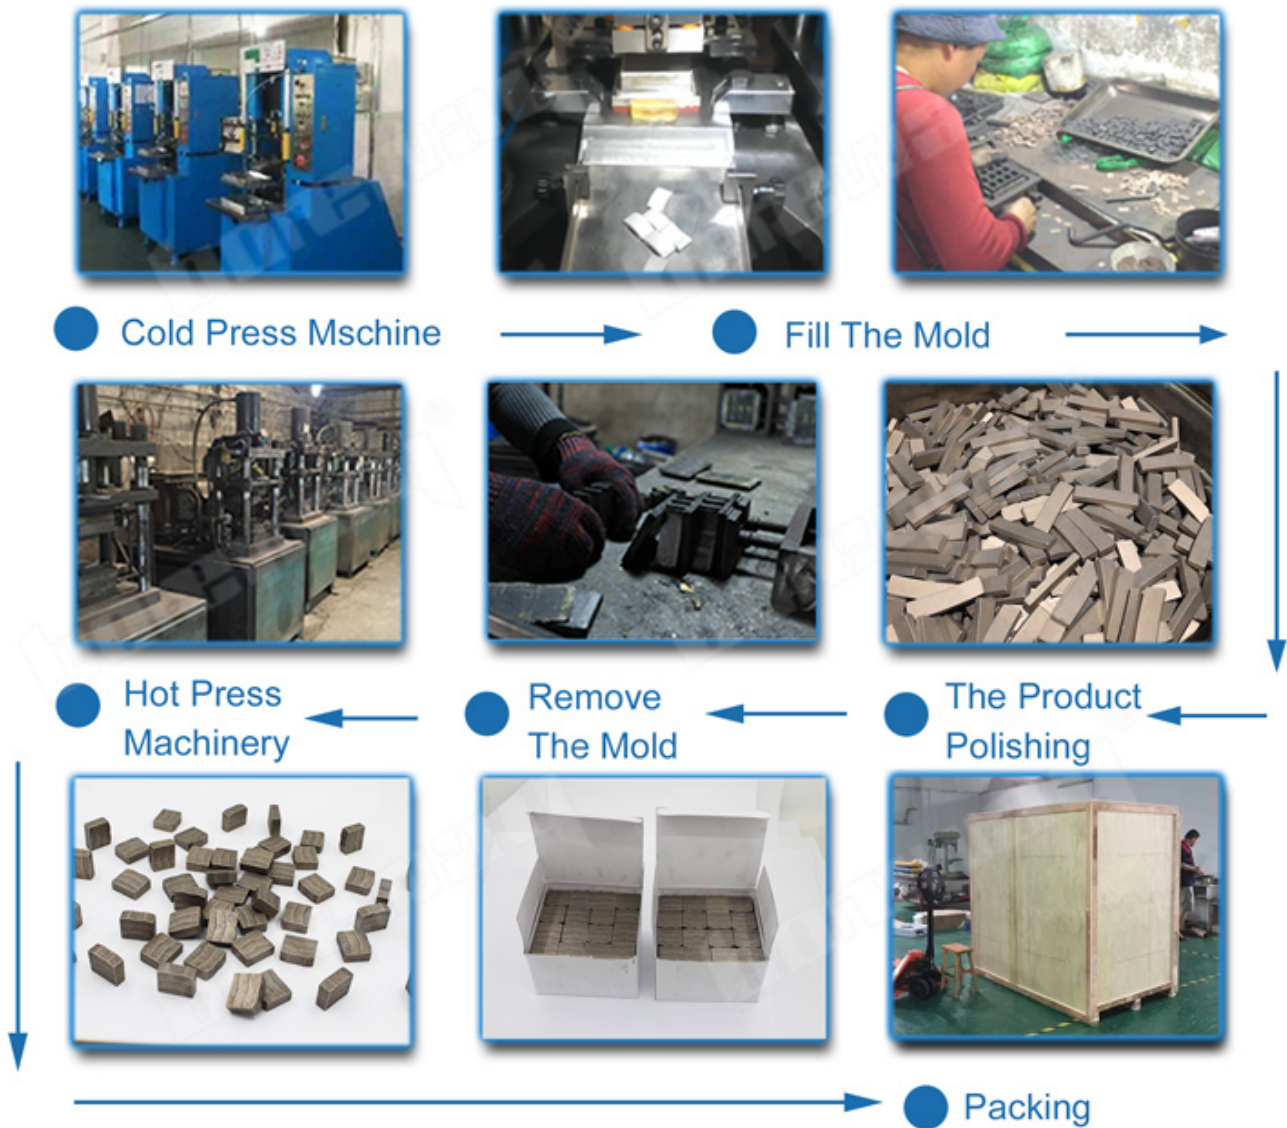 Cold Press Mschine
Fill The Mold
Hot Press
Machinery
Remove
The Mold
The Product
Polishing
Packing